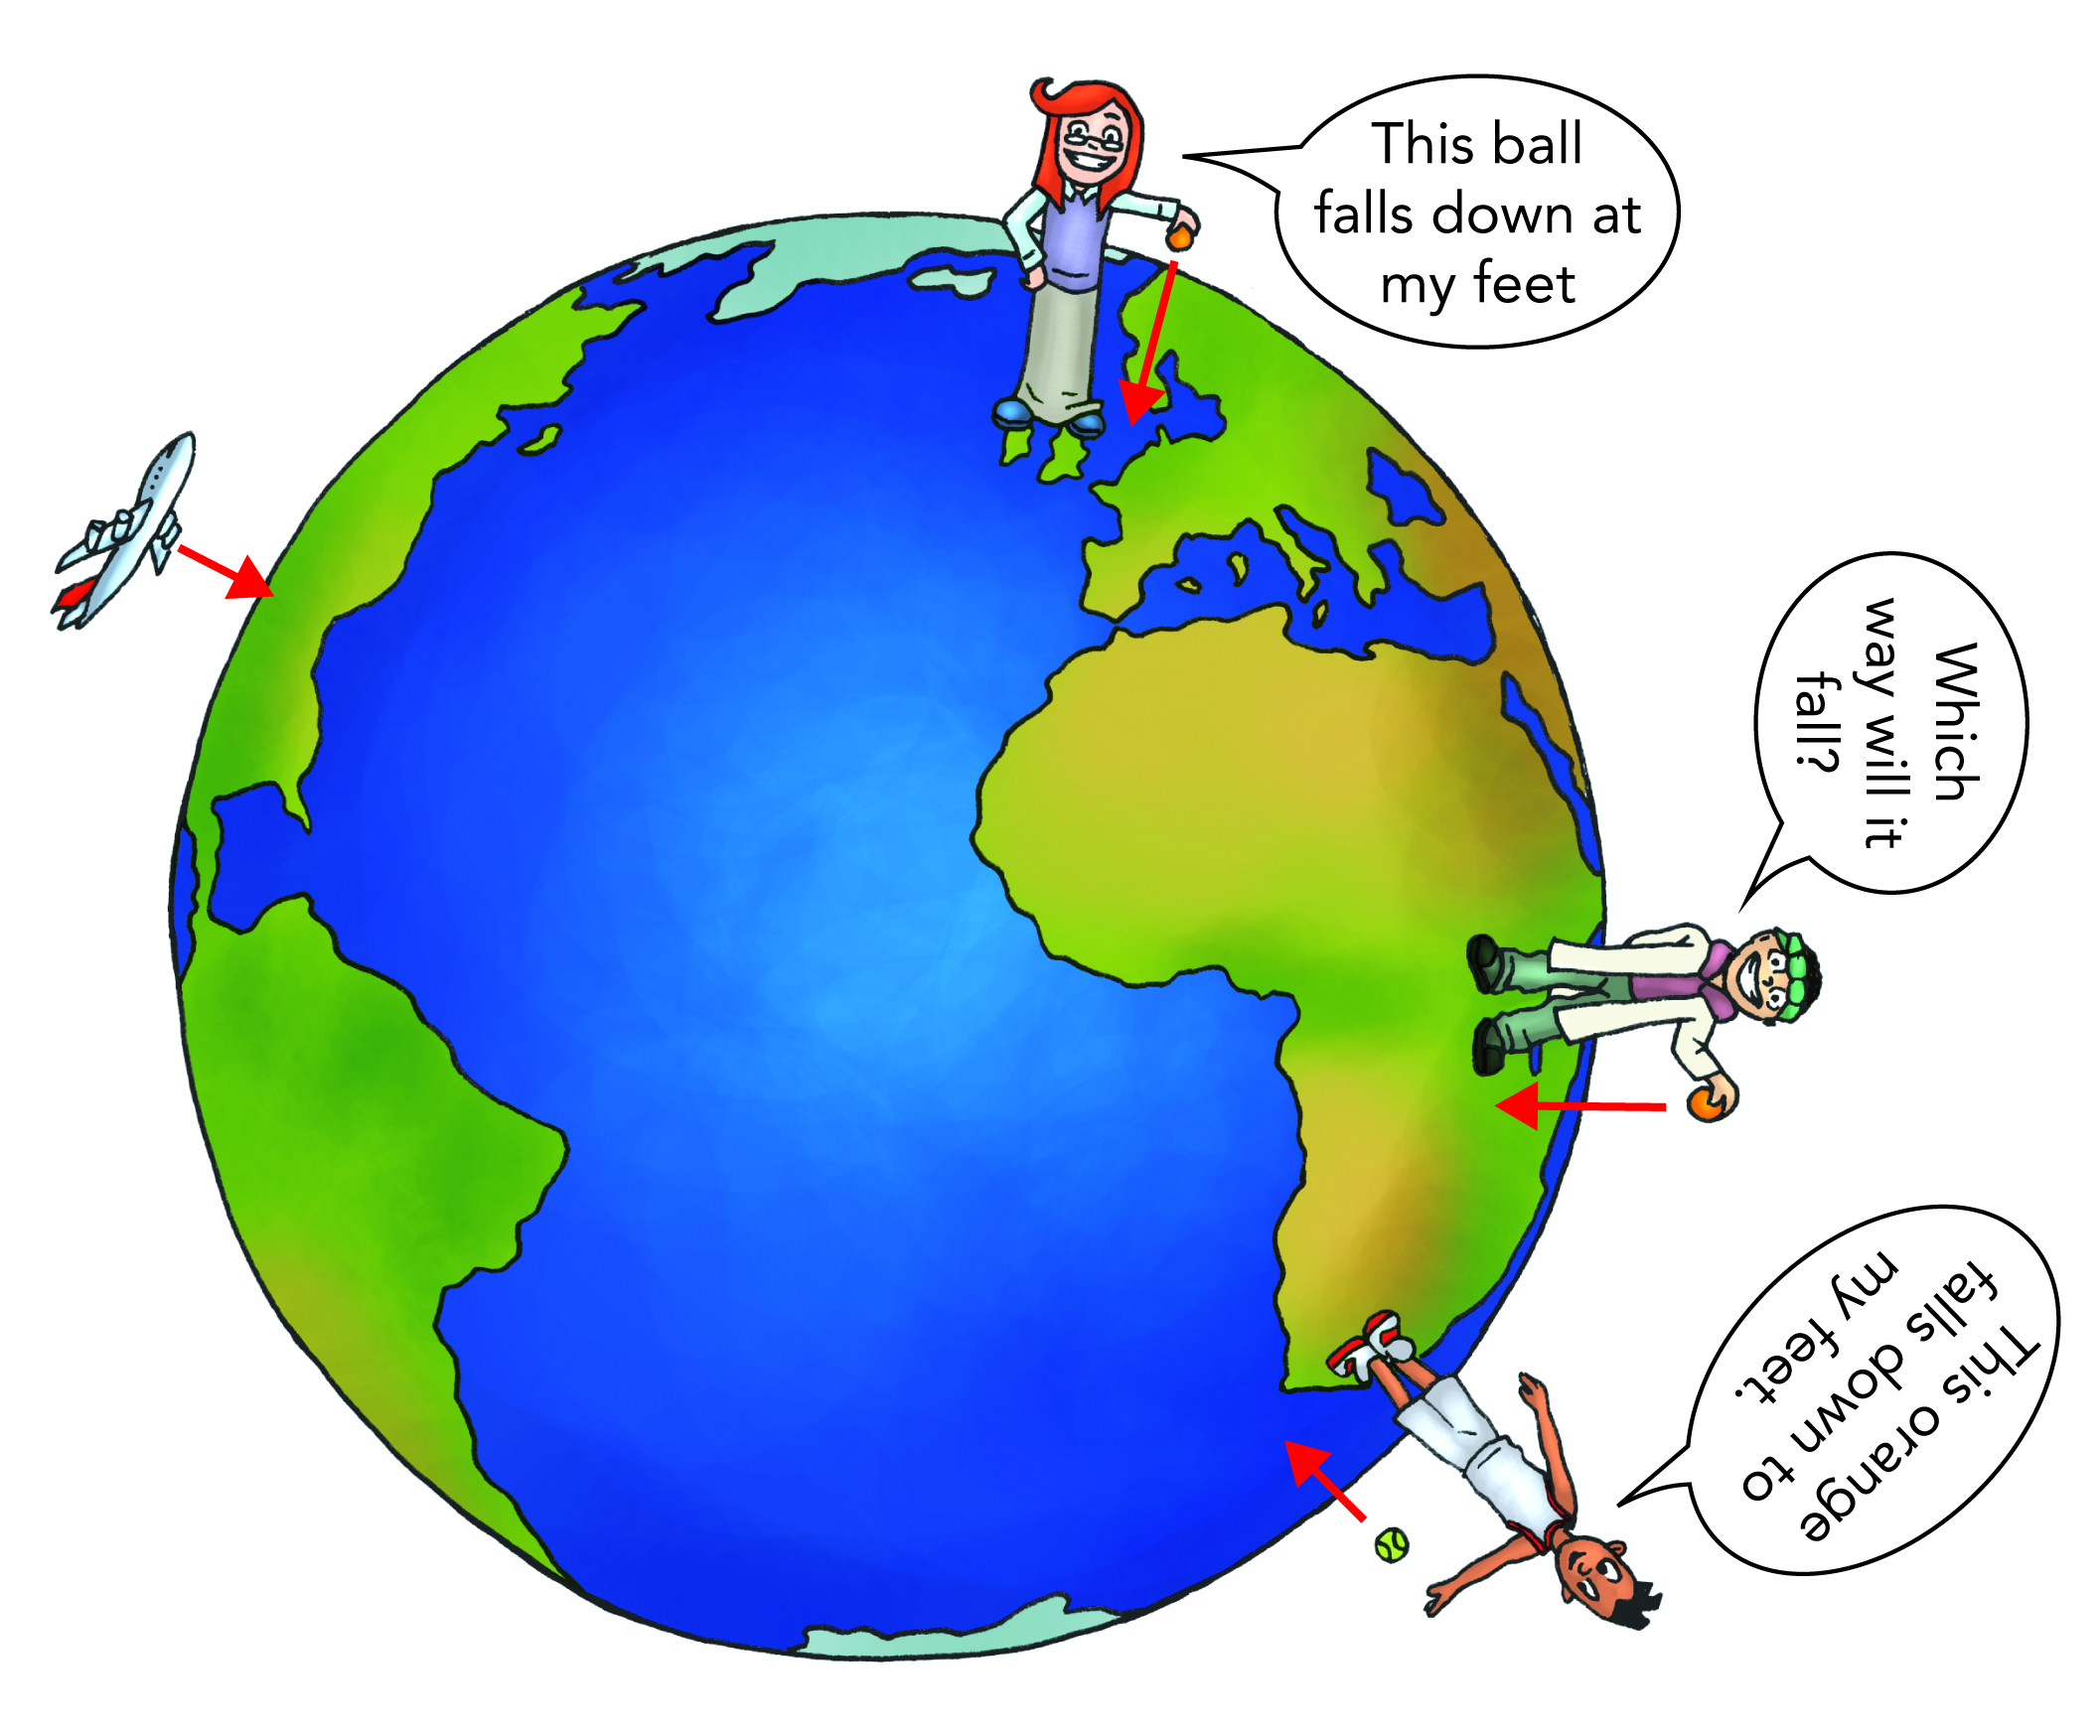 This ball
falls down at
my feet
Which
way will it
fall?
This orange
falls down to
my feet.